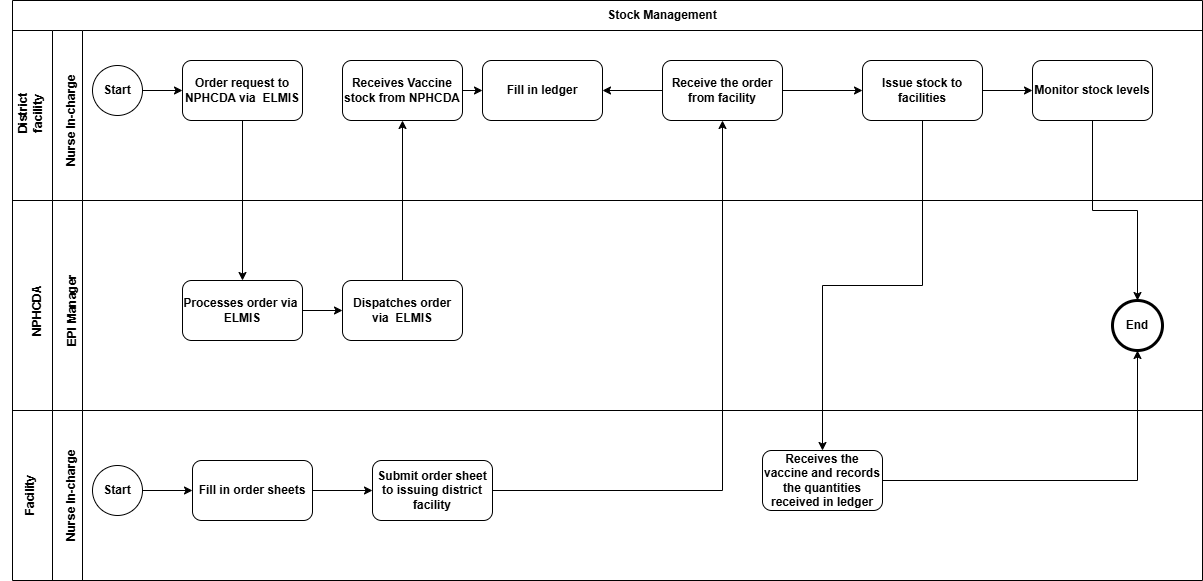 Stock Management
District
facility
Nurse In-charge
Start
Order request to
NPHCDA via ELMIS
Receives Vaccine
stock from NPHCDA
Fill in ledger
Receive the order
from facility
Issue stock to
facilities
Monitor stock levels
NPHCDA
EPI Manager
Processes order via
ELMIS
Dispatches order
via ELMIS
End
Facility
Nurse In-charge
Start
Fill in order sheets
Submit order sheet
to issuing district
facility
Receives the
vaccine and records
the quantities
received in ledger